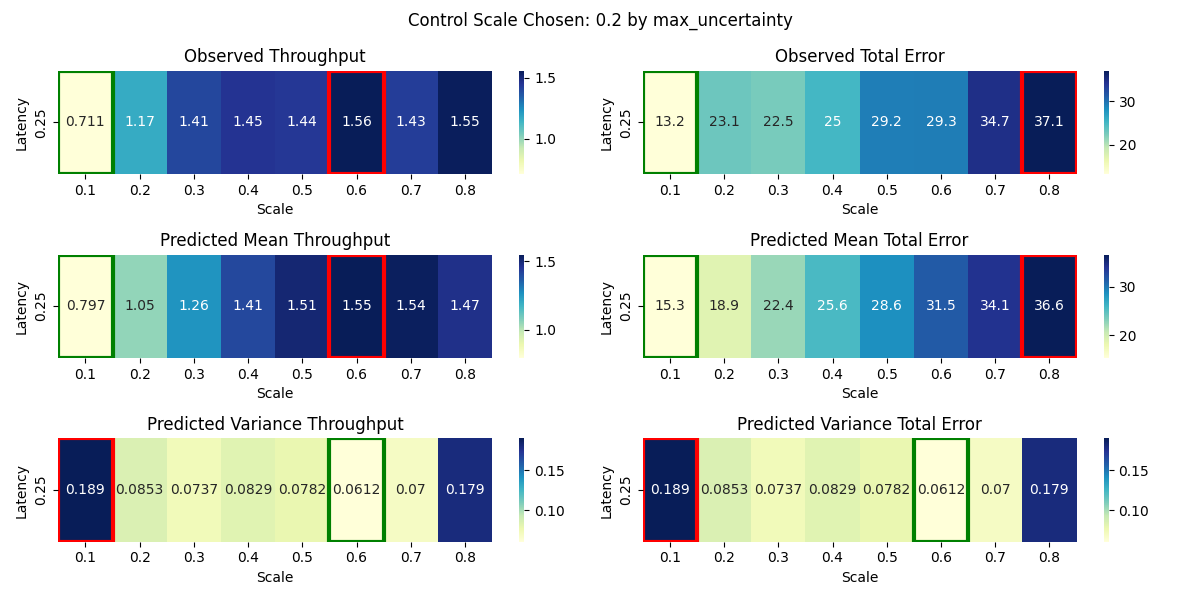 Control Scale Chosen: 0.2 by max_uncertainty
Observed Throughput
Latency
0.25
0.711 1.17 1.41 1.45 1.44 1.56 1.43 1.55
0.1 0.2 0.3 0.4 0.5 0.6 0.7 0.8
Scale
1.5
1.0
Observed Total Error
Latency
0.25
13.2 23.1 22.5 25 29.2 29.3 34.7 37.1
0.1 0.2 0.3 0.4 0.5 0.6 0.7 0.8
Scale
30
20
Predicted Mean Throughput
Latency
0.25
0.797 1.05 1.26 1.41 1.51 1.55 1.54 1.47
0.1 0.2 0.3 0.4 0.5 0.6 0.7 0.8
Scale
1.5
1.0
Predicted Mean Total Error
Latency
0.25
15.3 18.9 22.4 25.6 28.6 31.5 34.1 36.6
0.1 0.2 0.3 0.4 0.5 0.6 0.7 0.8
Scale
30
20
Predicted Variance Throughput
Latency
0.25
0.189 0.0853 0.0737 0.0829 0.0782 0.0612 0.07 0.179
0.1 0.2 0.3 0.4 0.5 0.6 0.7 0.8
Scale
0.15
0.10
Predicted Variance Total Error
Latency
0.25
0.189 0.0853 0.0737 0.0829 0.0782 0.0612 0.07 0.179
0.1 0.2 0.3 0.4 0.5 0.6 0.7 0.8
Scale
0.15
0.10